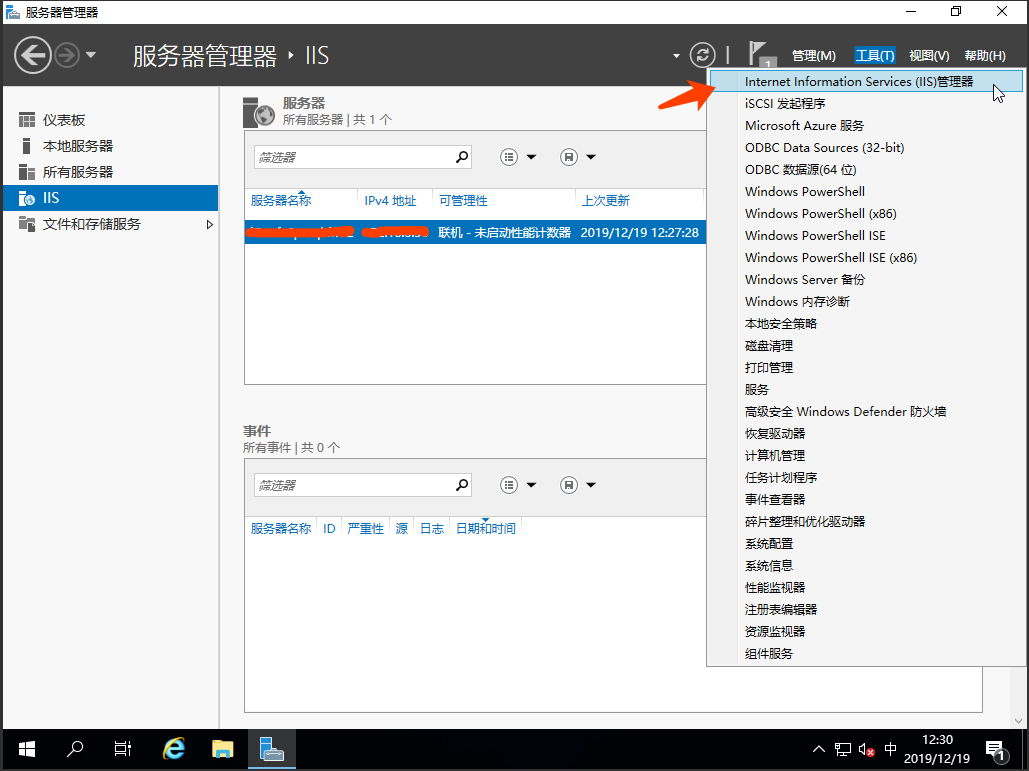 服务器管理器
服务器管理器 ‣ IIS
1
管理(M) 工具(T) 视图(V) 帮助(H)
仪表板
本地服务器
所有服务器
IIS
文件和存储服务
服务器
所有服务器 | 共 1 个
筛选器
服务器名称 IPv4 地址 可管理性 上次更新
联机 - 未启动性能计数器 2019/12/19 12:27:28
事件
所有事件 | 共 0 个
筛选器
服务器名称 ID 严重性 源 日志 日期和时间
Internet Information Services (IIS)管理器
iSCSI 发起程序
Microsoft Azure 服务
ODBC Data Sources (32-bit)
ODBC 数据源(64 位)
Windows PowerShell
Windows PowerShell (x86)
Windows PowerShell ISE
Windows PowerShell ISE (x86)
Windows Server 备份
Windows 内存诊断
本地安全策略
磁盘清理
打印管理
服务
高级安全 Windows Defender 防火墙
恢复驱动器
计算机管理
任务计划程序
事件查看器
碎片整理和优化驱动器
系统配置
系统信息
性能监视器
注册表编辑器
资源监视器
组件服务
中
12:30
2019/12/19
1